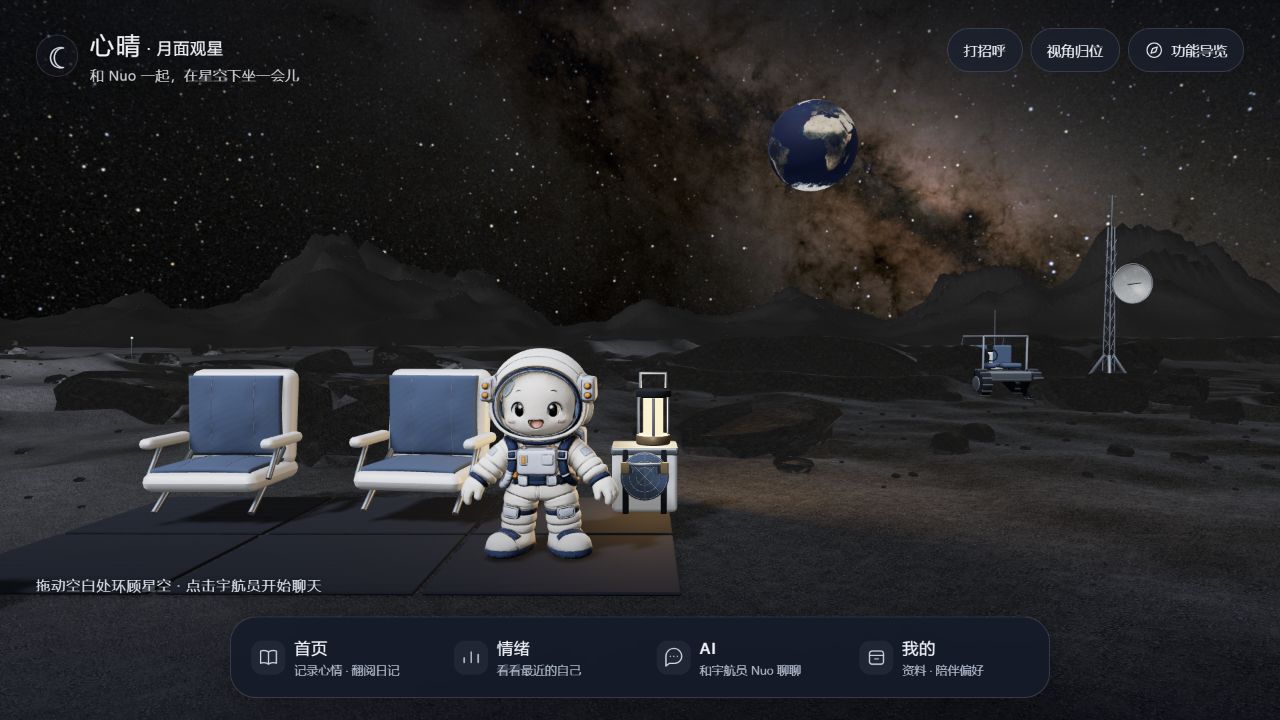 心晴 · 月面观星
和 Nuo 一起，在星空下坐一会儿
打招呼
视角归位
功能导览
拖动空白处环顾星空 · 点击宇航员开始聊天
首页
记录心情 · 翻阅日记
情绪
看看最近的自己
AI
和宇航员 Nuo 聊聊
我的
资料 · 陪伴偏好